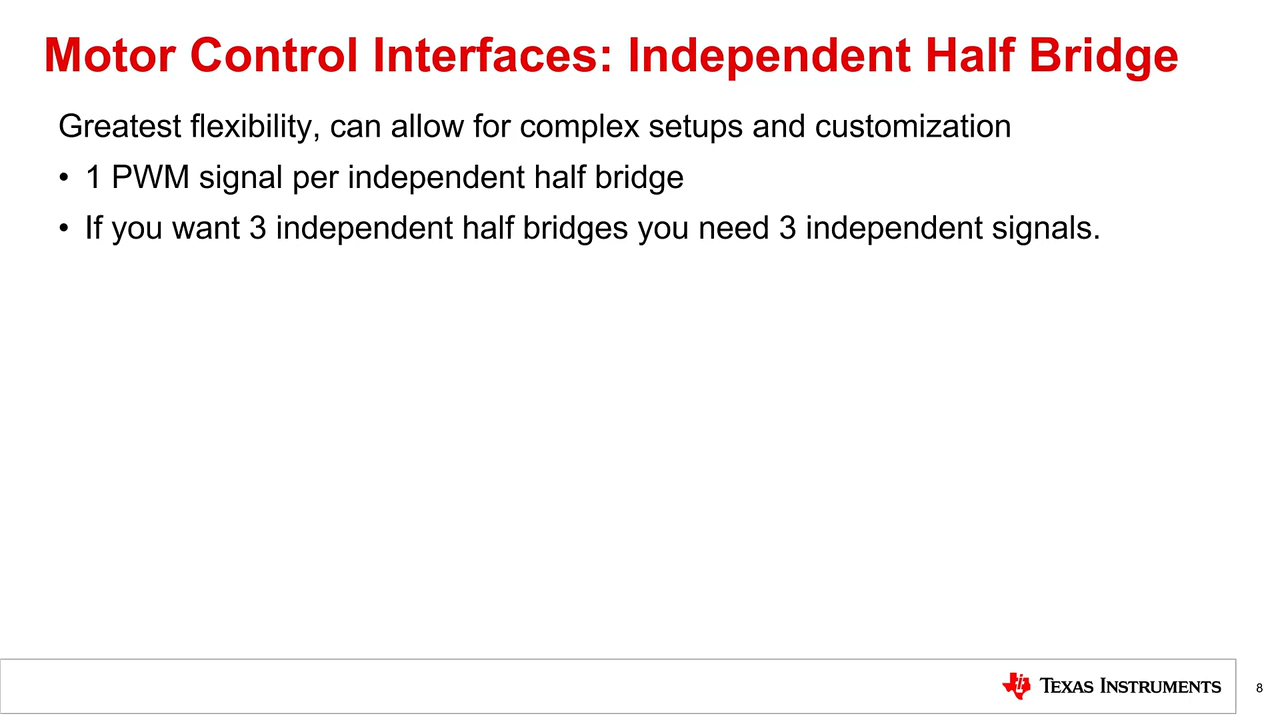 Motor Control Interfaces: Independent Half Bridge
Greatest flexibility, can allow for complex setups and customization
• 1 PWM signal per independent half bridge
• If you want 3 independent half bridges you need 3 independent signals.
TEXAS INSTRUMENTS
8